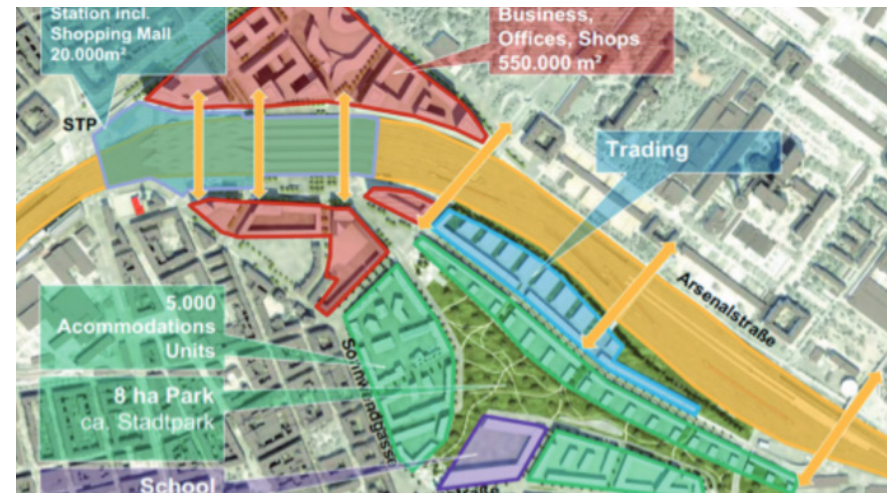 Station incl.
Shopping Mall
20.000m²
Business,
Offices, Shops
550.000 m²
STP
Trading
Arsenalstraße
5.000
Acommodations
Units
8 ha Park
ca. Stadtpark
School
straße